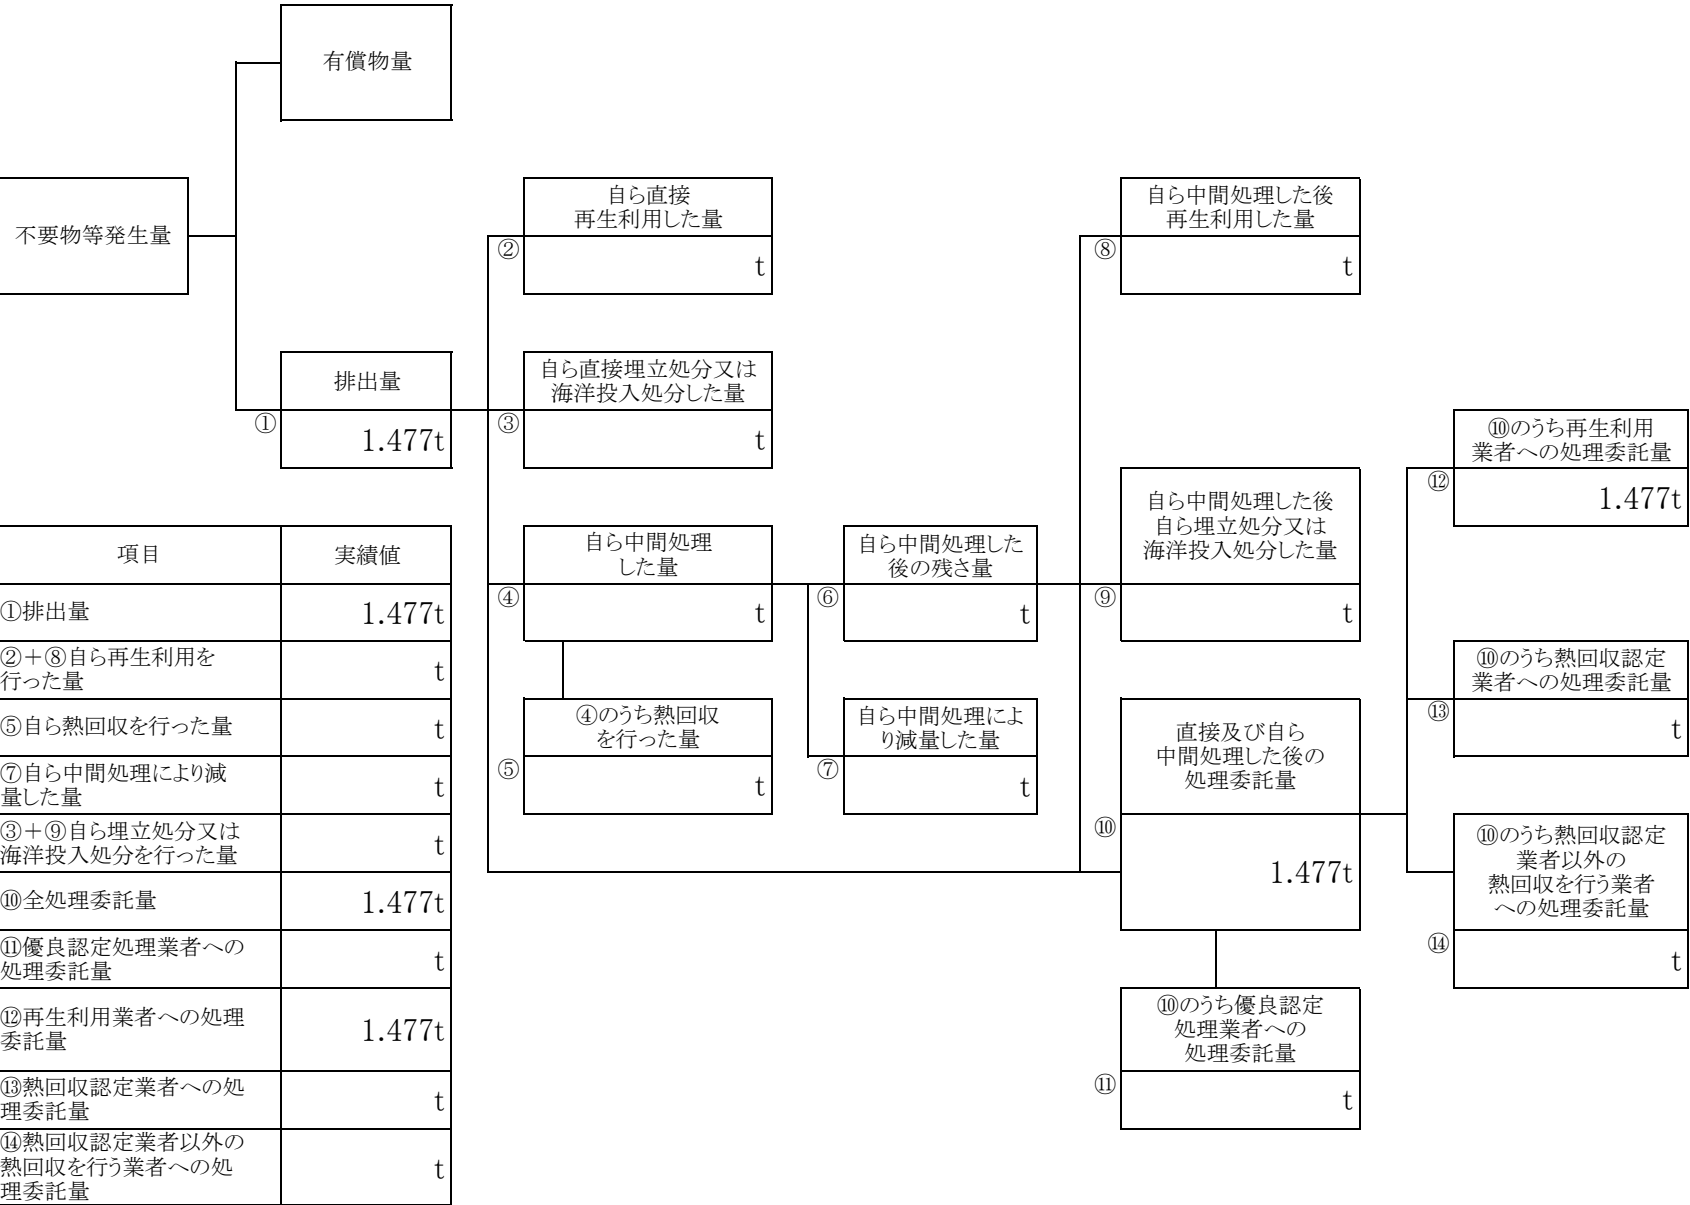 有償物量
不要物等発生量
自ら直接
再生利用した量
②
t
自ら中間処理した後
再生利用した量
⑧
t
排出量
①
1.477t
自ら直接埋立処分又は
海洋投入処分した量
③
t
⑩のうち再生利用
業者への処理委託量
⑫
1.477t
自ら中間処理
した量
④
t
自ら中間処理した
後の残さ量
⑥
t
自ら中間処理した後
自ら埋立処分又は
海洋投入処分した量
⑨
t
⑩のうち熱回収認定
業者への処理委託量
⑬
t
④のうち熱回収
を行った量
⑤
t
自ら中間処理によ
り減量した量
⑦
t
直接及び自ら
中間処理した後の
処理委託量
⑩
1.477t
⑩のうち熱回収認定
業者以外の
熱回収を行う業者
への処理委託量
⑭
t
⑩のうち優良認定
処理業者への
処理委託量
⑪
t
項目 実績値
①排出量 1.477t
②＋⑧自ら再生利用を
行った量 t
⑤自ら熱回収を行った量 t
⑦自ら中間処理により減
量した量 t
③＋⑨自ら埋立処分又は
海洋投入処分を行った量 t
⑩全処理委託量 1.477t
⑪優良認定処理業者への
処理委託量 t
⑫再生利用業者への処理
委託量 1.477t
⑬熱回収認定業者への処
理委託量 t
⑭熱回収認定業者以外の
熱回収を行う業者への処
理委託量 t